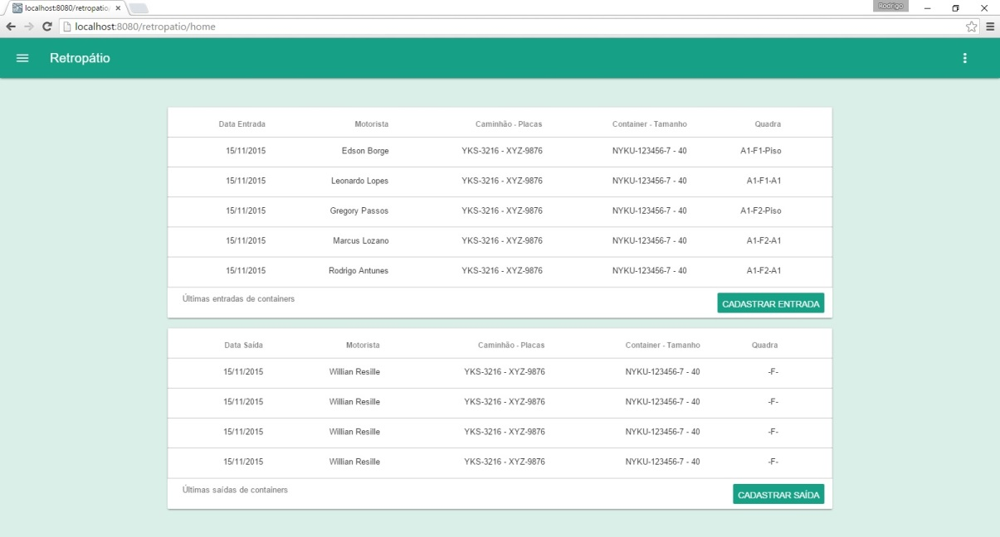 localhost:8080/retropatio/
Rodrigo
localhost:8080/retropatio/home
Retropátio
Data Entrada Motorista Caminhão - Placas Container - Tamanho Quadra
15/11/2015 Edson Borge YKS-3216 - XYZ-9876 NYKU-123456-7 - 40 A1-F1-Piso
15/11/2015 Leonardo Lopes YKS-3216 - XYZ-9876 NYKU-123456-7 - 40 A1-F1-A1
15/11/2015 Gregory Passos YKS-3216 - XYZ-9876 NYKU-123456-7 - 40 A1-F2-Piso
15/11/2015 Marcus Lozano YKS-3216 - XYZ-9876 NYKU-123456-7 - 40 A1-F2-A1
15/11/2015 Rodrigo Antunes YKS-3216 - XYZ-9876 NYKU-123456-7 - 40 A1-F2-A1
Últimas entradas de containers CADASTRAR ENTRADA
Data Saída Motorista Caminhão - Placas Container - Tamanho Quadra
15/11/2015 Willian Resille YKS-3216 - XYZ-9876 NYKU-123456-7 - 40 -F-
15/11/2015 Willian Resille YKS-3216 - XYZ-9876 NYKU-123456-7 - 40 -F-
15/11/2015 Willian Resille YKS-3216 - XYZ-9876 NYKU-123456-7 - 40 -F-
15/11/2015 Willian Resille YKS-3216 - XYZ-9876 NYKU-123456-7 - 40 -F-
Últimas saídas de containers CADASTRAR SAÍDA